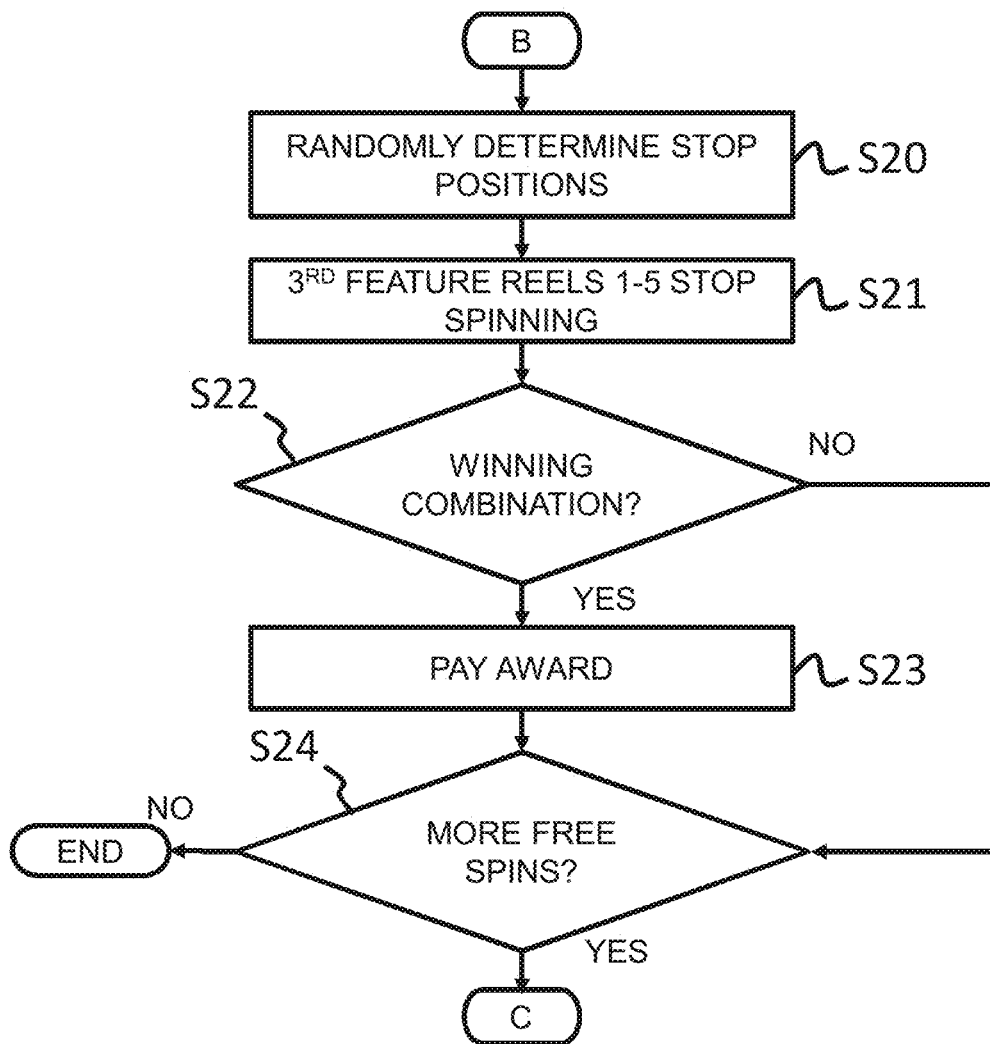 B
RANDOMLY DETERMINE STOP
POSITIONS
S20
3RD FEATURE REELS 1-5 STOP
SPINNING
S21
S22
WINNING
COMBINATION?
NO
YES
PAY AWARD
S23
S24
NO
END
MORE FREE
SPINS?
YES
C